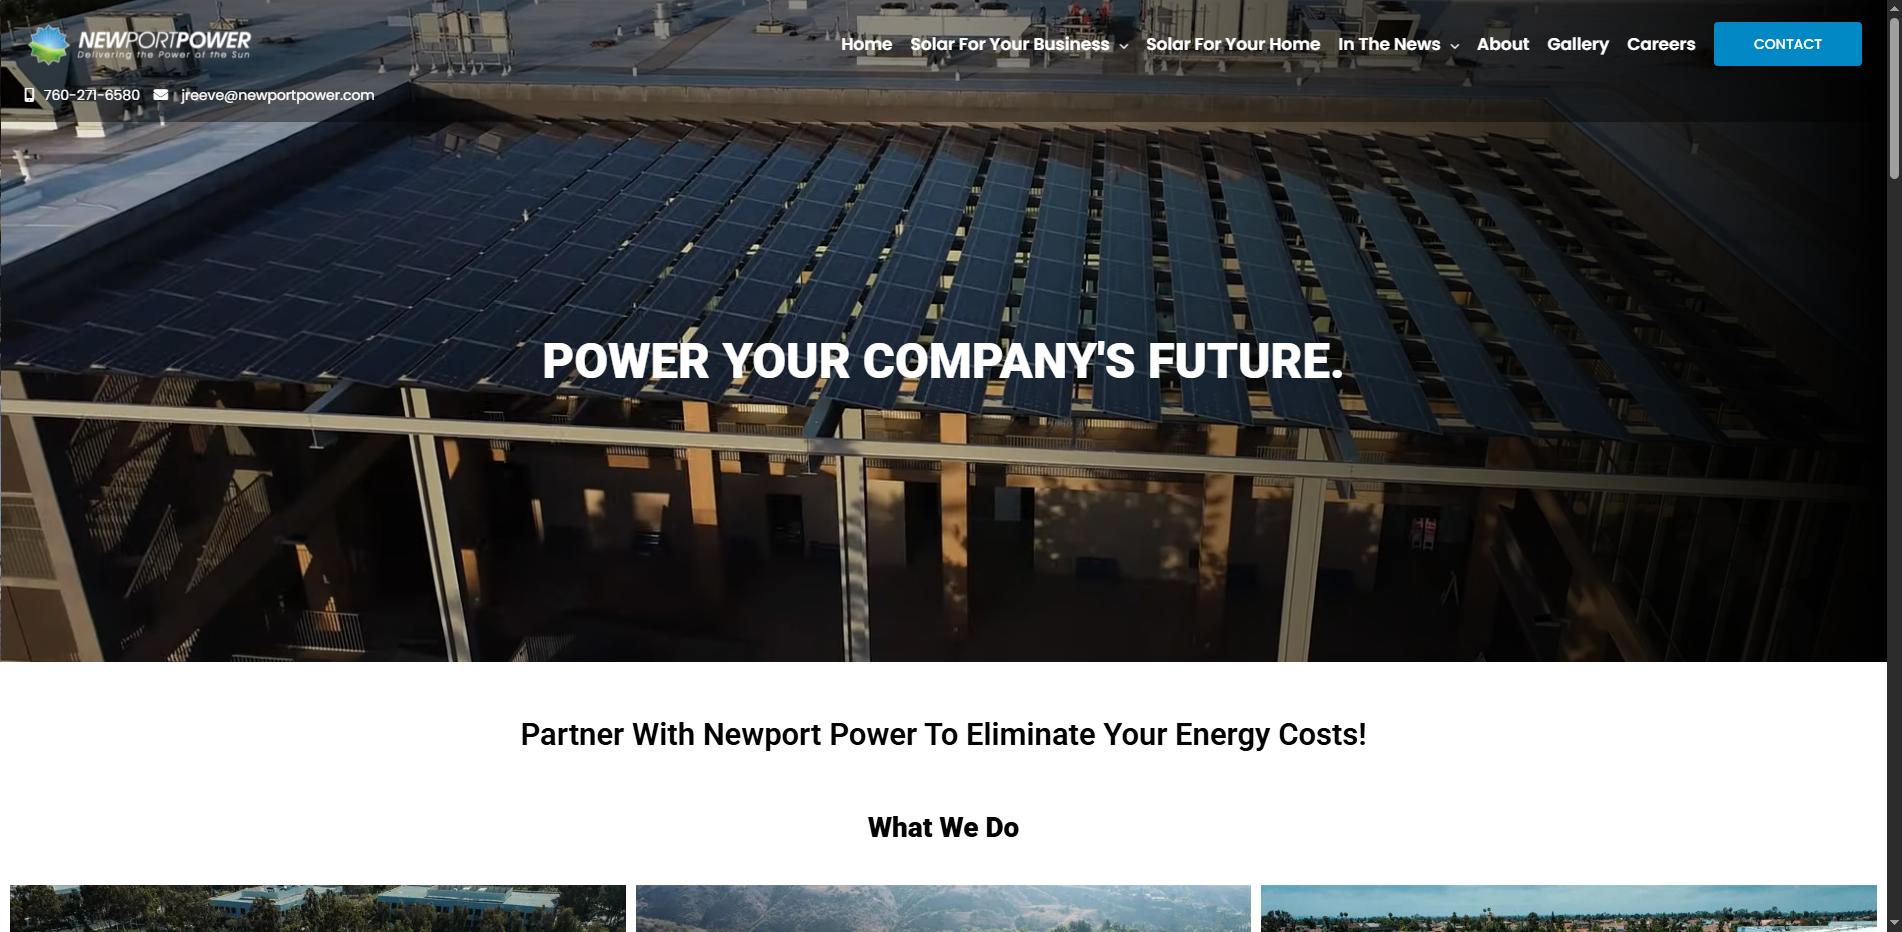 NEWPORTPOWER
Delivering the Power of the Sun
Home Solar For Your Business Solar For Your Home In The News About Gallery Careers CONTACT
760-271-6580 jreeve@newportpower.com
POWER YOUR COMPANY'S FUTURE.
Partner With Newport Power To Eliminate Your Energy Costs!
What We Do